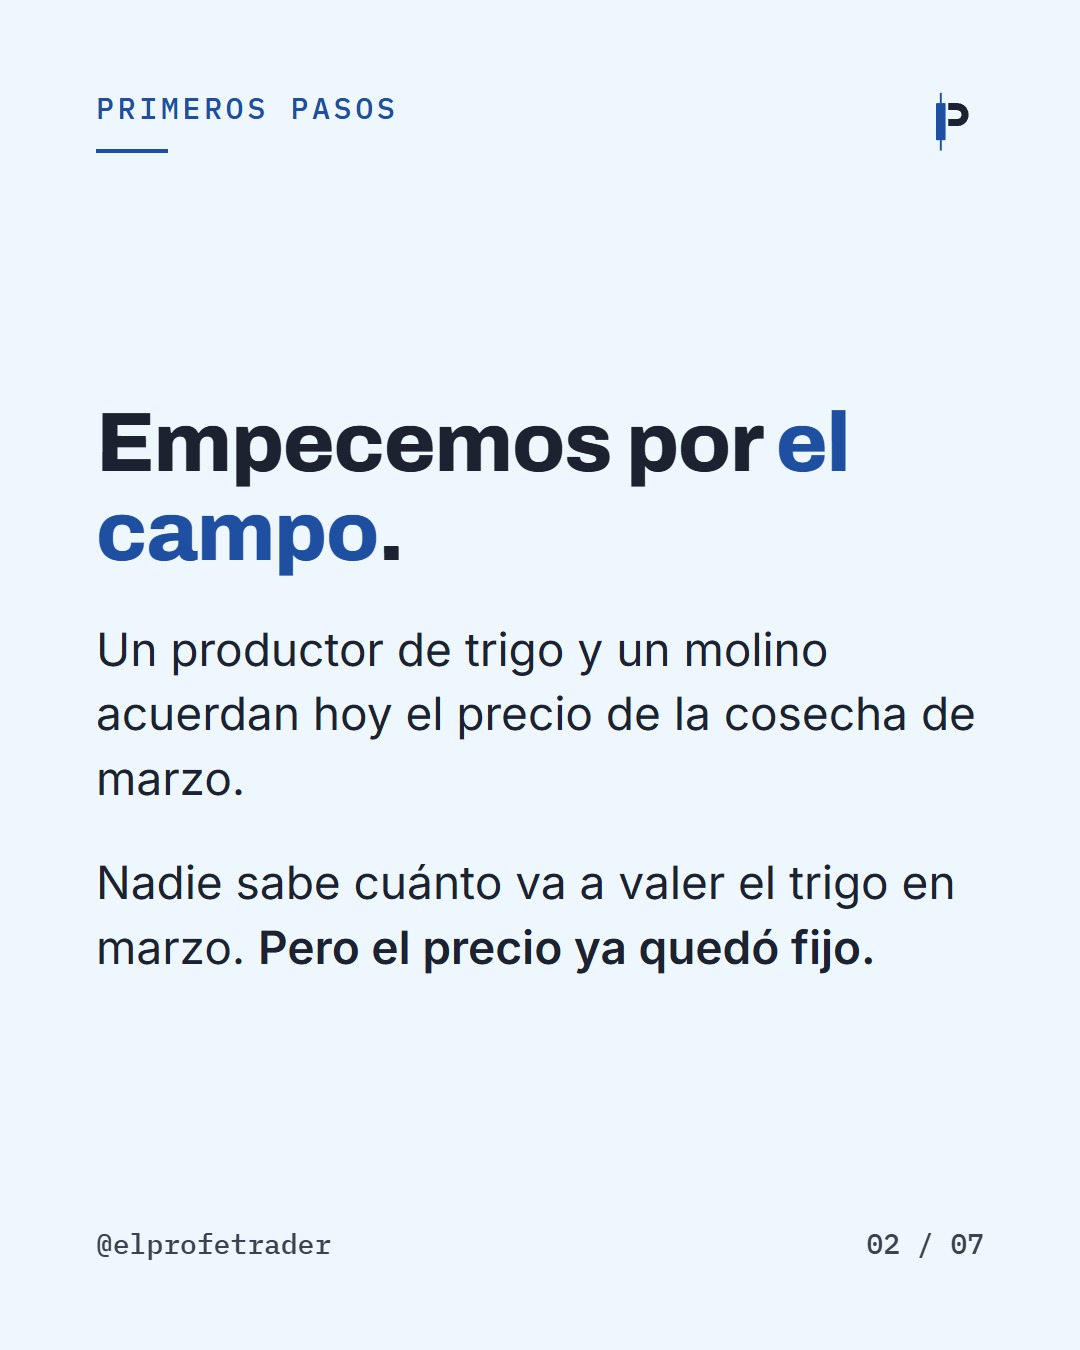 PRIMEROS PASOS
Empecemos por el
campo.
Un productor de trigo y un molino
acuerdan hoy el precio de la cosecha de
marzo.
Nadie sabe cuánto va a valer el trigo en
marzo. Pero el precio ya quedó fijo.
@elprofetrader
02 / 07